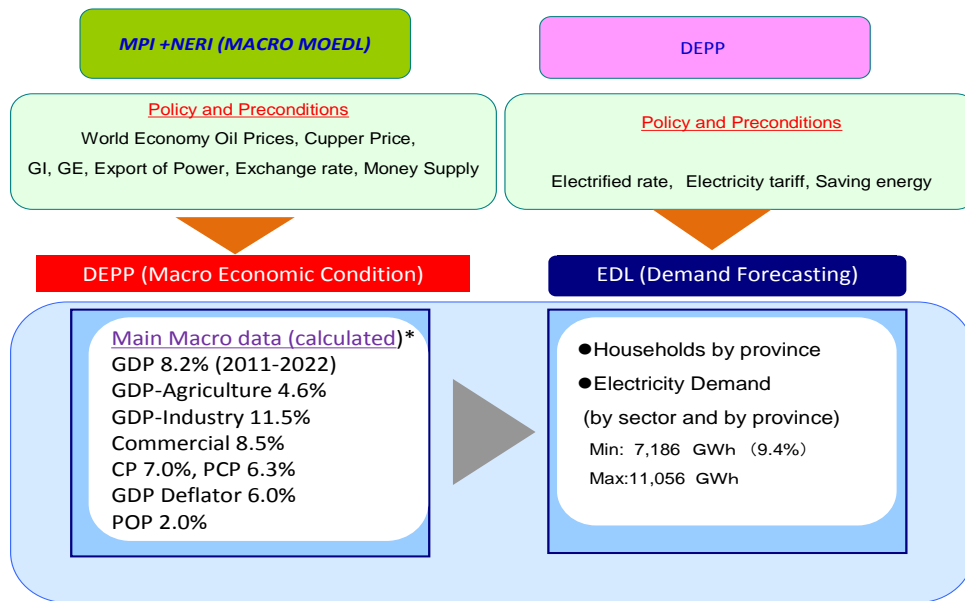 MPI +NERI (MACRO MOEDL)
DEPP
Policy and Preconditions
World Economy Oil Prices, Cupper Price,
GI, GE, Export of Power, Exchange rate, Money Supply
Policy and Preconditions
Electrified rate, Electricity tariff, Saving energy
DEPP (Macro Economic Condition)
EDL (Demand Forecasting)
Main Macro data (calculated)*
GDP 8.2% (2011-2022)
GDP-Agriculture 4.6%
GDP-Industry 11.5%
Commercial 8.5%
CP 7.0%, PCP 6.3%
GDP Deflator 6.0%
POP 2.0%
●Households by province
●Electricity Demand
(by sector and by province)
Min: 7,186 GWh (9.4%)
Max:11,056 GWh